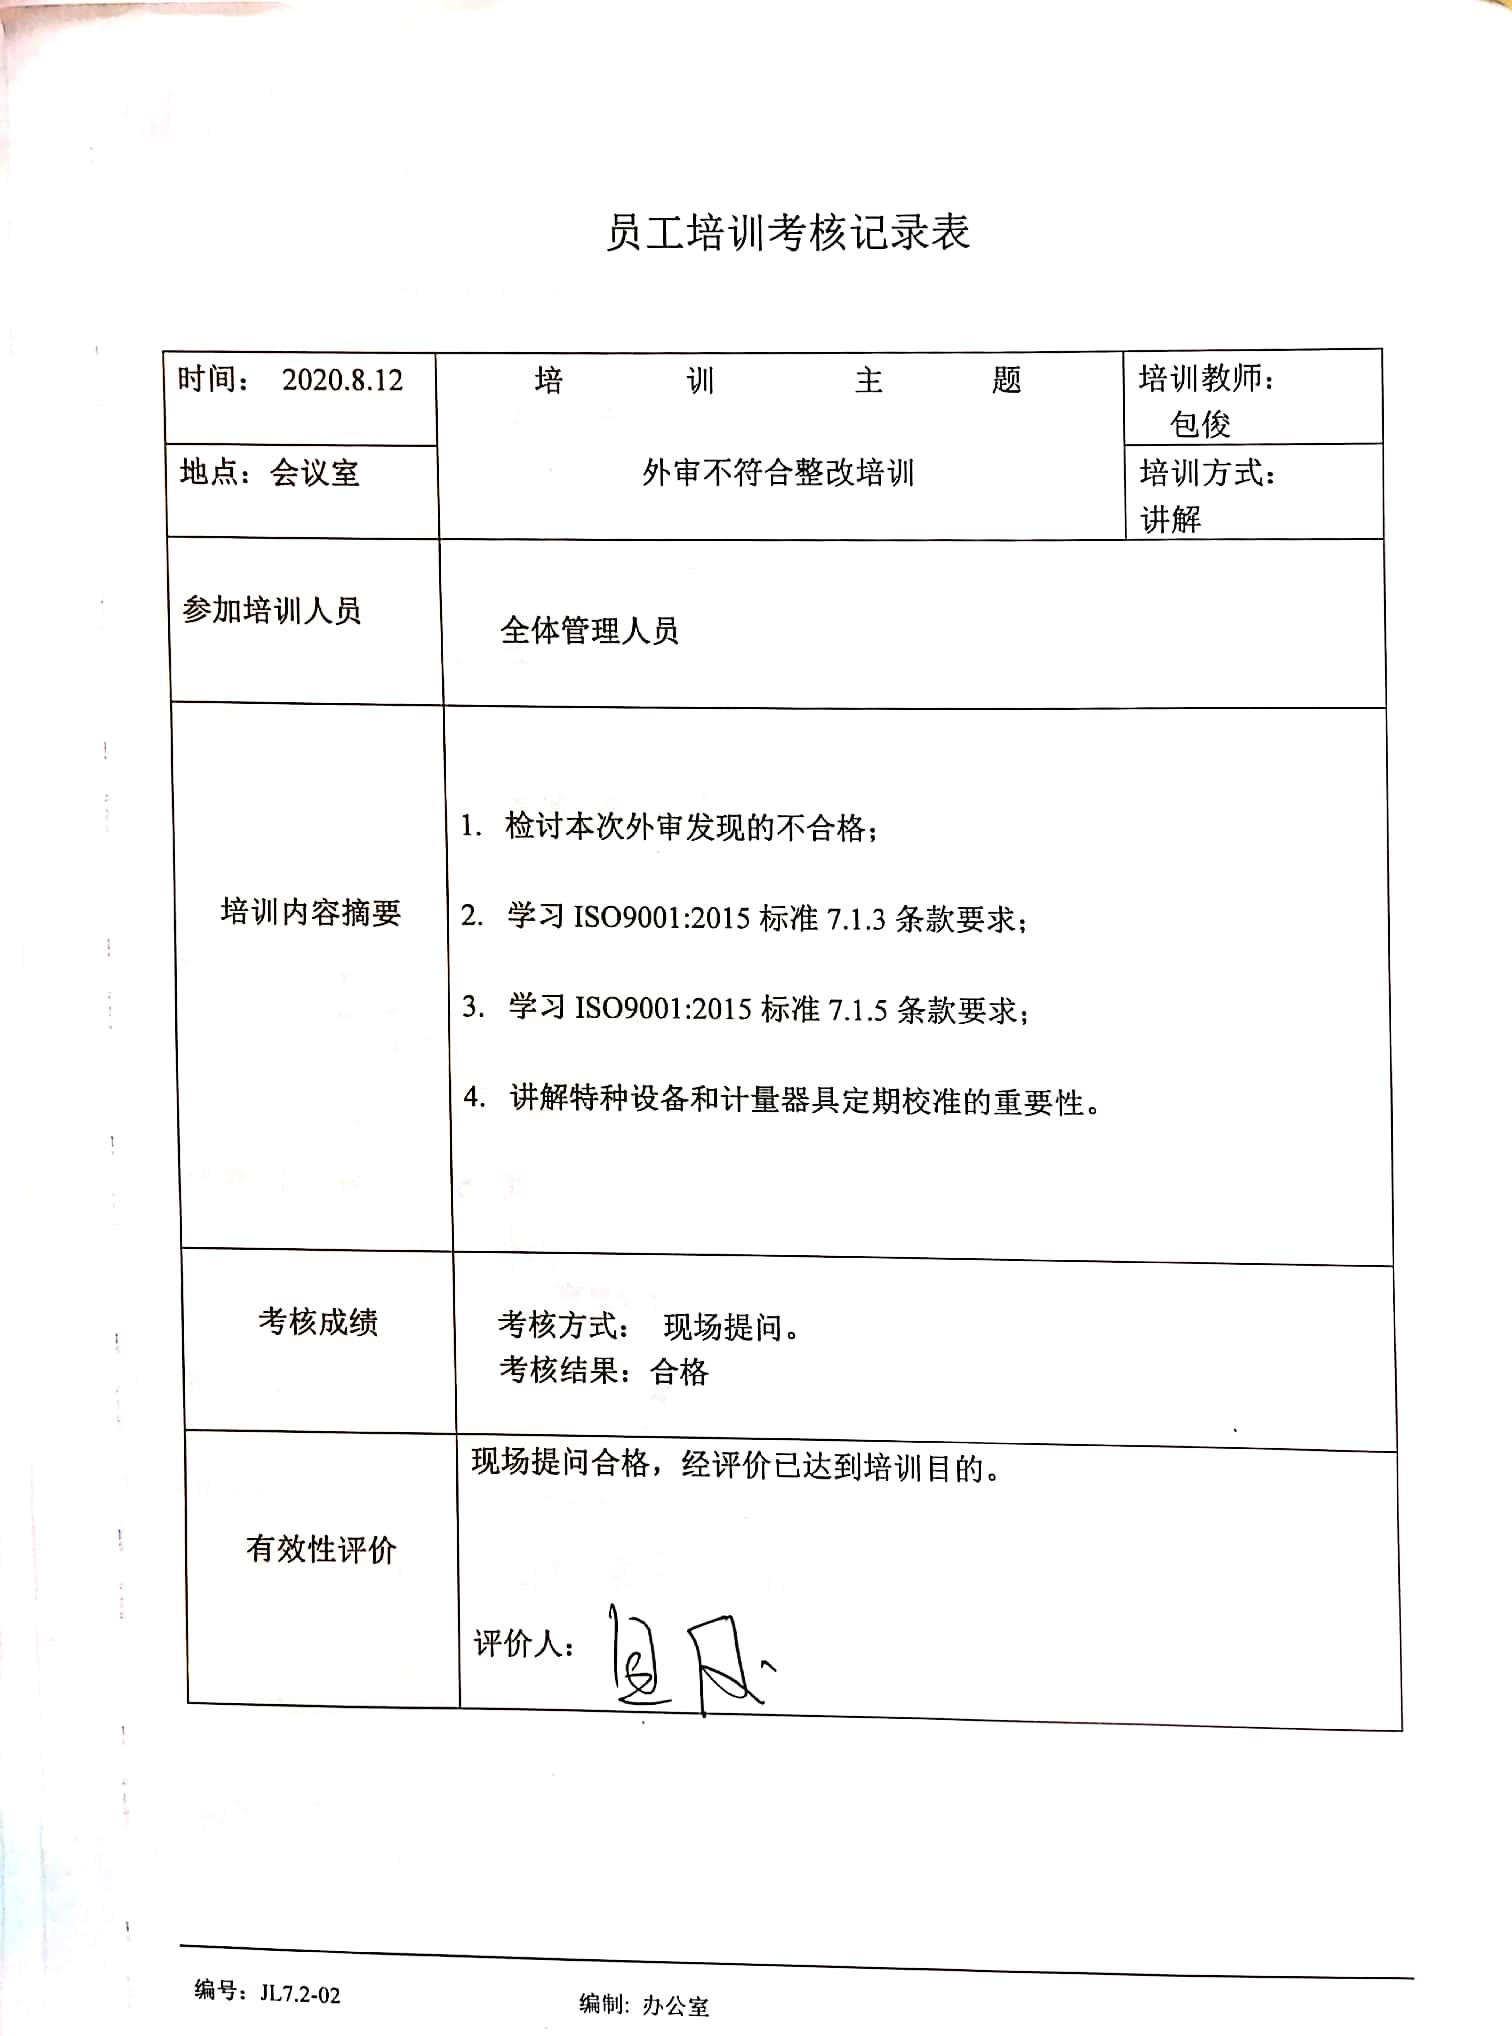 员工培训考核记录表
时间： 2020.8.12
培 训 主 题
培训教师：
包俊
地点：会议室
外审不符合整改培训
培训方式：
讲解
参加培训人员
全体管理人员
培训内容摘要
1. 检讨本次外审发现的不合格；
2. 学习 ISO9001:2015 标准 7.1.3 条款要求；
3. 学习 ISO9001:2015 标准 7.1.5 条款要求；
4. 讲解特种设备和计量器具定期校准的重要性。
考核成绩
考核方式： 现场提问。
考核结果：合格
有效性评价
现场提问合格，经评价已达到培训目的。
评价人：
编号：JL7.2-02
编制: 办公室